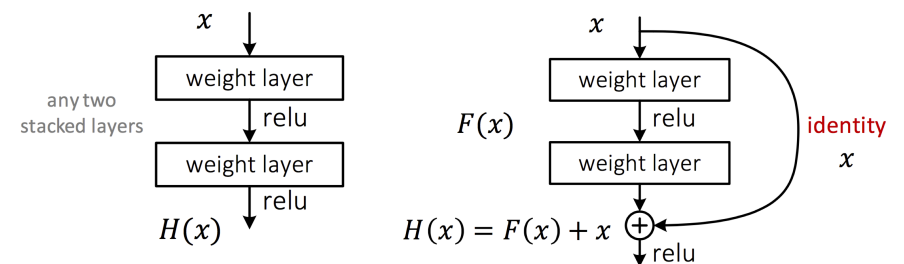 x
weight layer
any two
stacked layers
relu
weight layer
relu
H(x)
x
weight layer
F(x)
relu
identity
x
weight layer
H(x) = F(x) + x
+
relu